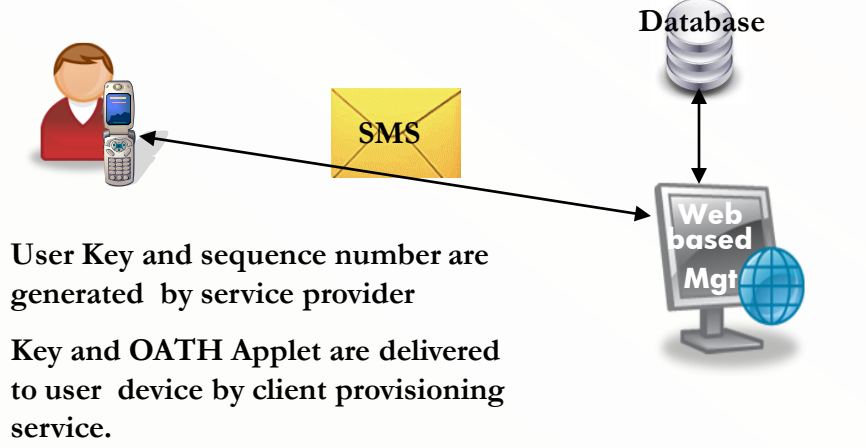 Database
SMS
Web
based
Mgt
User Key and sequence number are
generated by service provider
Key and OATH Applet are delivered
to user device by client provisioning
service.